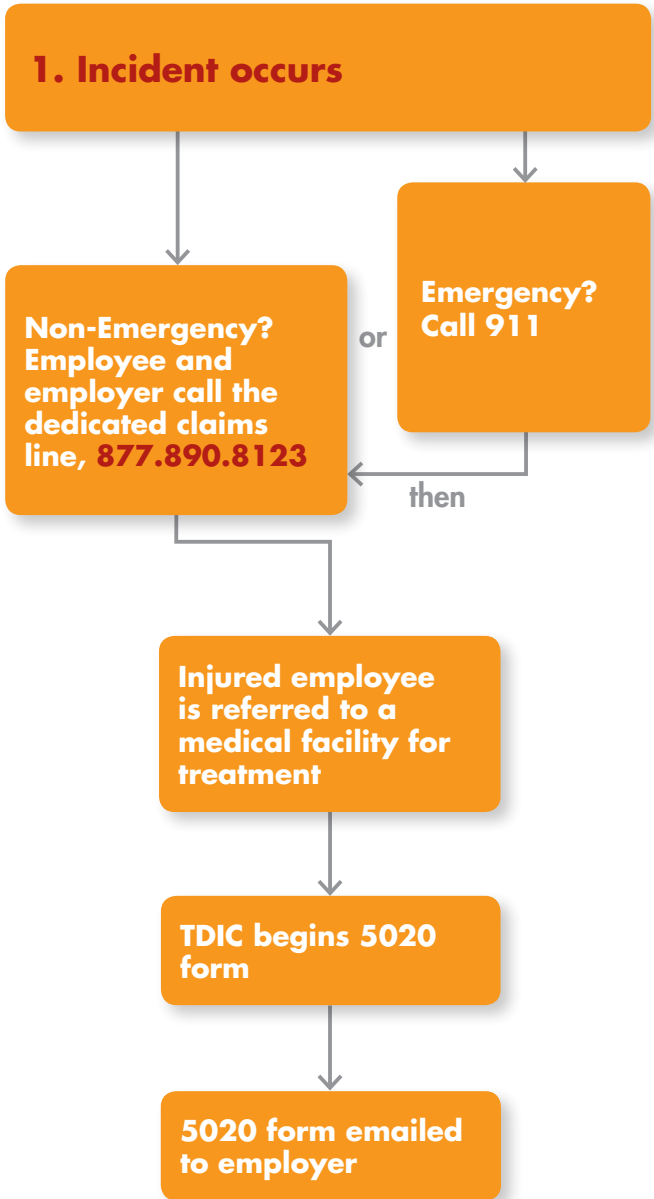 1. Incident occurs
Non-Emergency?
Employee and
employer call the
dedicated claims
line, 877.890.8123
or
Emergency?
Call 911
then
Injured employee
is referred to a
medical facility for
treatment
TDIC begins 5020
form
5020 form emailed
to employer